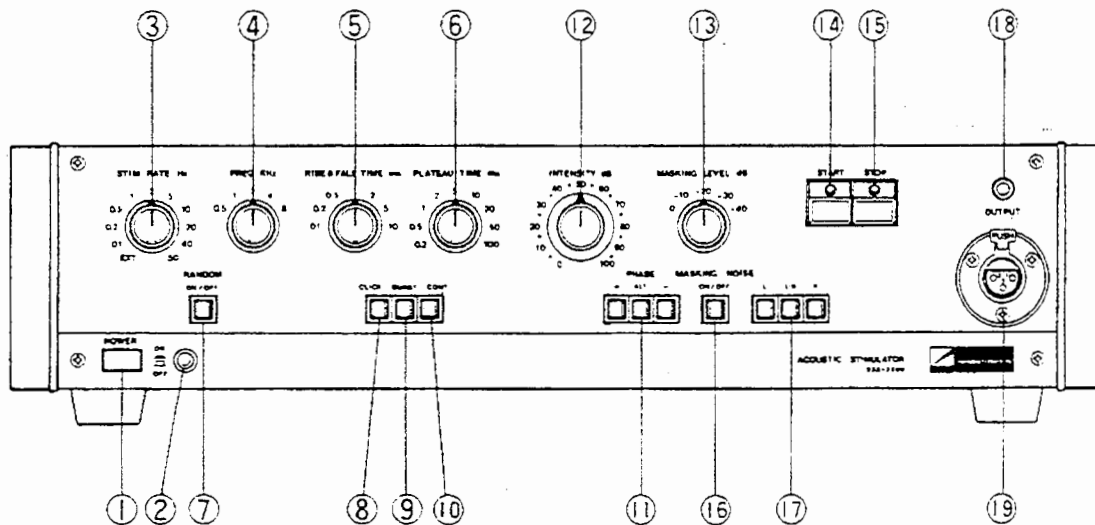 ③ ④ ⑤ ⑥ ⑫ ⑬ ⑭ ⑮ ⑱
STIM RATE Hz
EXT 0.1 0.2 0.5 1 3 5 10 20 40 50
FREQ KHz
0.5 1 2 4 8
RISE & FALL TIME ms
0.1 0.2 0.5 1 2 5 10
PLATEAU TIME ms
0.2 0.5 1 2 5 10 20 50 100
INTENSITY dB
0 10 20 30 40 50 60 70 80 90 100
MASKING LEVEL dB
0 -10 -20 -30 -40
START STOP
OUTPUT
PUSH
RANDOM
ON/OFF
CLICK BURST CONT
PHASE
+ ALT −
MASKING NOISE
ON/OFF
L L·R R
POWER
ON
OFF
ACOUSTIC STIMULATOR
① ② ⑦ ⑧ ⑨ ⑩ ⑪ ⑯ ⑰ ⑲